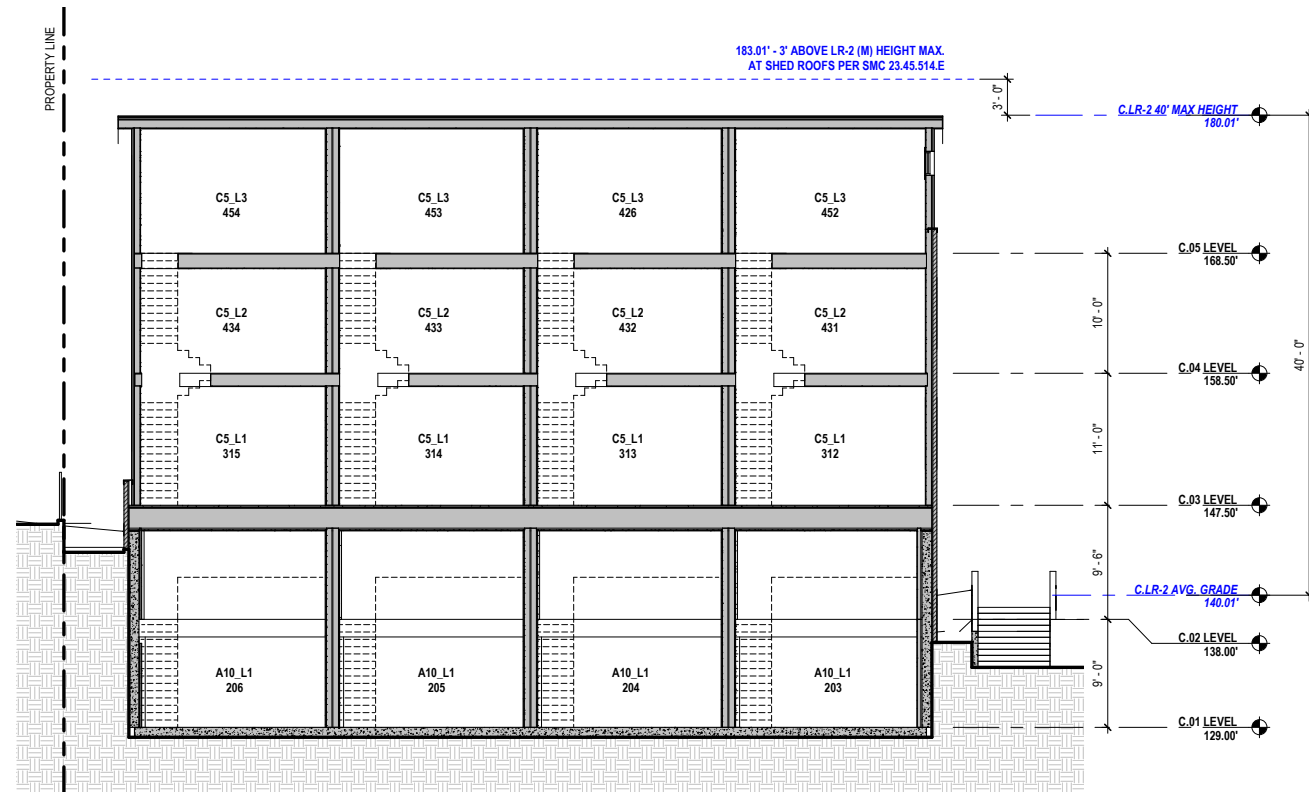 PROPERTY LINE
183.01' - 3' ABOVE LR-2 (M) HEIGHT MAX.
AT SHED ROOFS PER SMC 23.45.514.E
3' - 0"
C.LR-2 40' MAX HEIGHT
180.01'
C5_L3
454
C5_L3
453
C5_L3
426
C5_L3
452
C.05 LEVEL
168.50'
C5_L2
434
C5_L2
433
C5_L2
432
C5_L2
431
10' - 0"
40' - 0"
C.04 LEVEL
158.50'
C5_L1
315
C5_L1
314
C5_L1
313
C5_L1
312
11' - 0"
C.03 LEVEL
147.50'
9' - 6"
C.LR-2 AVG. GRADE
140.01'
C.02 LEVEL
138.00'
A10_L1
206
A10_L1
205
A10_L1
204
A10_L1
203
9' - 0"
C.01 LEVEL
129.00'